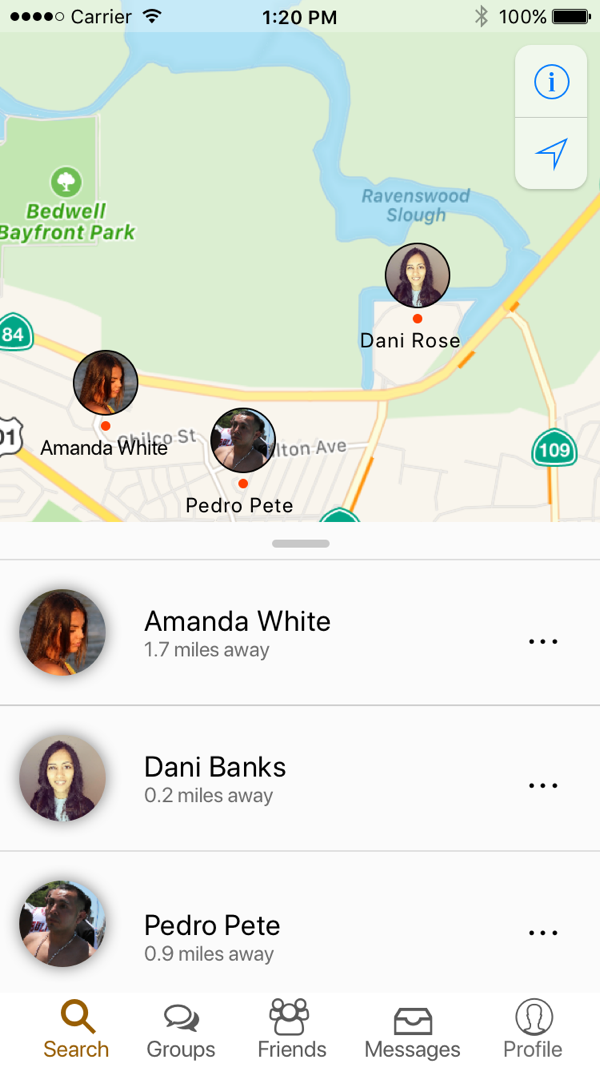 Carrier 1:20 PM 100%
i
Ravenswood
Slough
Bedwell
Bayfront Park
Dani Rose
84
01
Chilco St
lton Ave
109
Amanda White
Pedro Pete
Amanda White
1.7 miles away
...
Dani Banks
0.2 miles away
...
Pedro Pete
0.9 miles away
...
Search Groups Friends Messages Profile